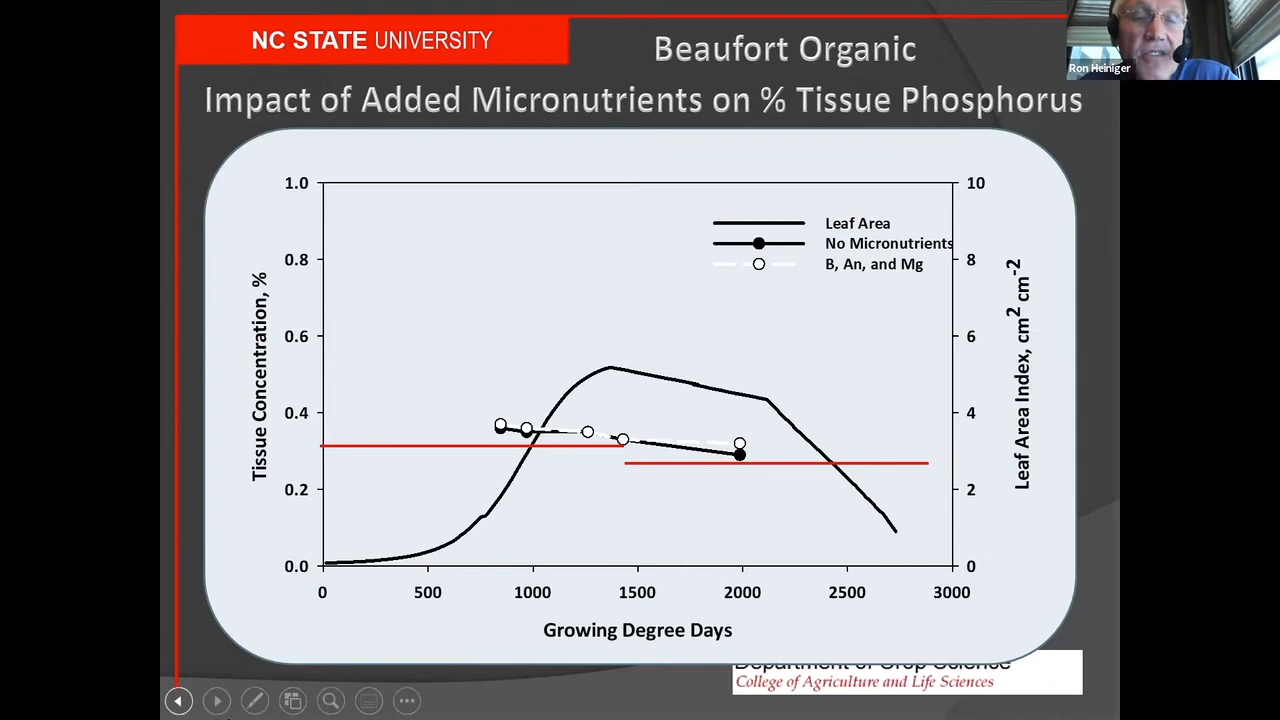 NC STATE UNIVERSITY
Beaufort Organic
Impact of Added Micronutrients on % Tissue Phosphorus
Ron Heiniger
1.0
0.8
0.6
0.4
0.2
0.0
Tissue Concentration, %
Leaf Area
No Micronutrients
B, An, and Mg
10
8
6
4
2
0
Leaf Area Index, cm2 cm-2
0 500 1000 1500 2000 2500 3000
Growing Degree Days
Department of Crop Science
College of Agriculture and Life Sciences